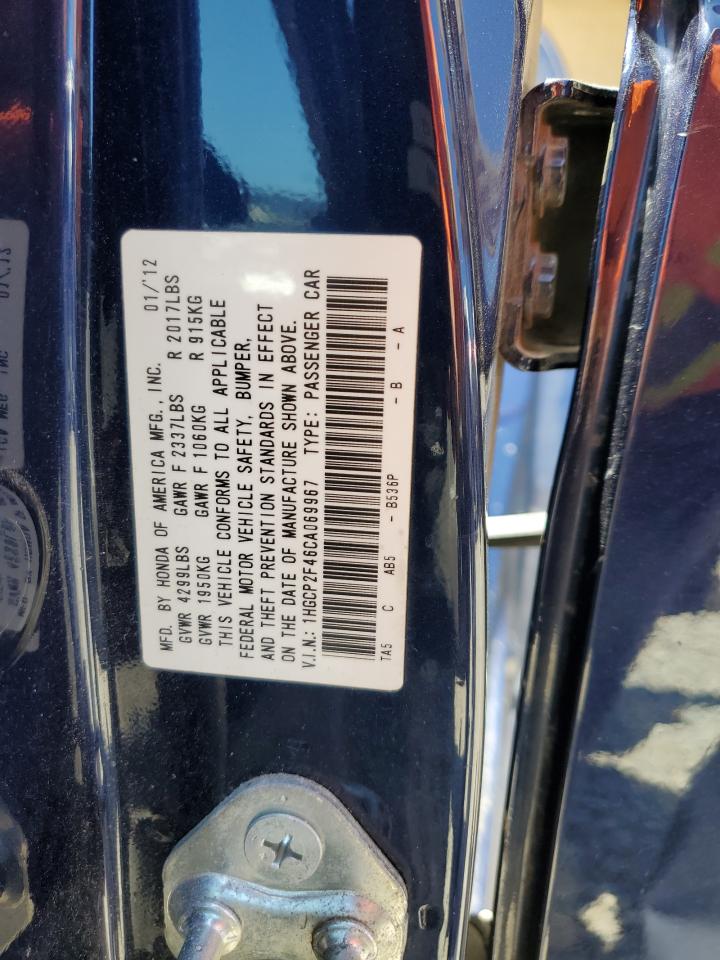 MFD. BY HONDA OF AMERICA MFG., INC. 01/12
GVWR 4299LBS GAWR F 2337LBS R 2017LBS
GVWR 1950KG GAWR F 1060KG R 915KG
THIS VEHICLE CONFORMS TO ALL APPLICABLE
FEDERAL MOTOR VEHICLE SAFETY, BUMPER,
AND THEFT PREVENTION STANDARDS IN EFFECT
ON THE DATE OF MANUFACTURE SHOWN ABOVE.
V.I.N.: 1HGCP2F46CA069967 TYPE: PASSENGER CAR
TA5 C AB5 - B536P - B - A